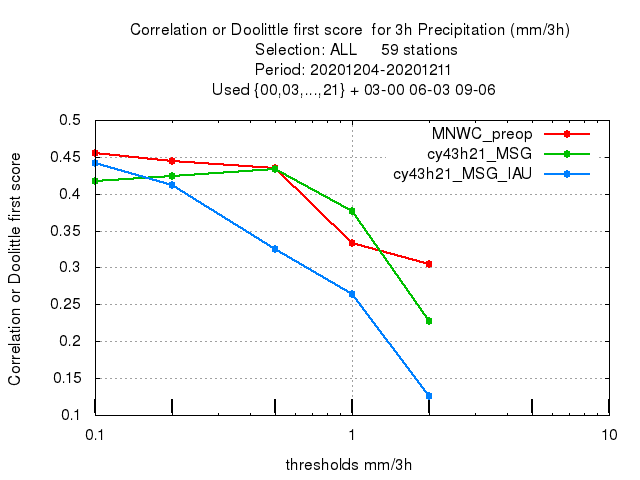 Correlation or Doolittle first score  for 3h Precipitation (mm/3h)
Selection: ALL     59 stations
Period: 20201204-20201211
Used {00,03,...,21} + 03-00 06-03 09-06
Correlation or Doolittle first score
0.5
0.45
0.4
0.35
0.3
0.25
0.2
0.15
0.1
MNWC_preop
cy43h21_MSG
cy43h21_MSG_IAU
0.1
1
10
thresholds mm/3h